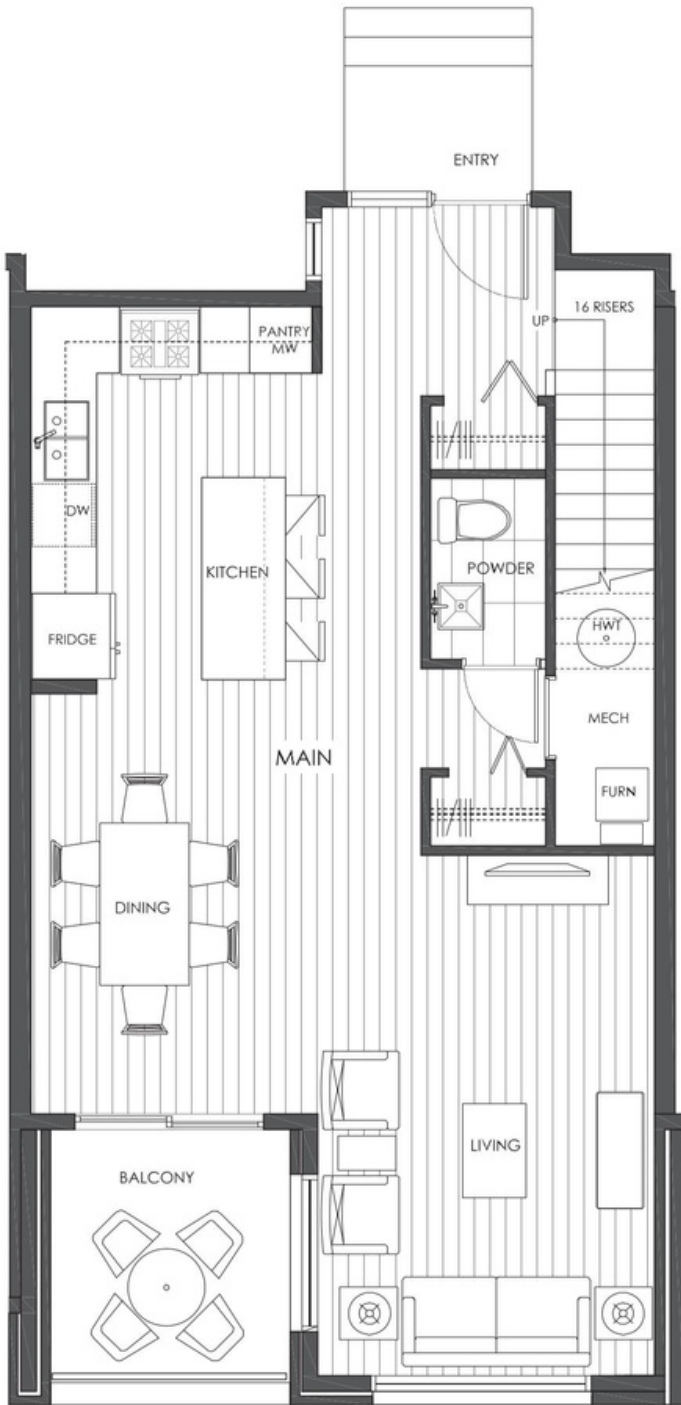 ENTRY
16 RISERS
UP
PANTRY
MW
DW
KITCHEN
POWDER
FRIDGE
HWT
MECH
MAIN
FURN
DINING
LIVING
BALCONY